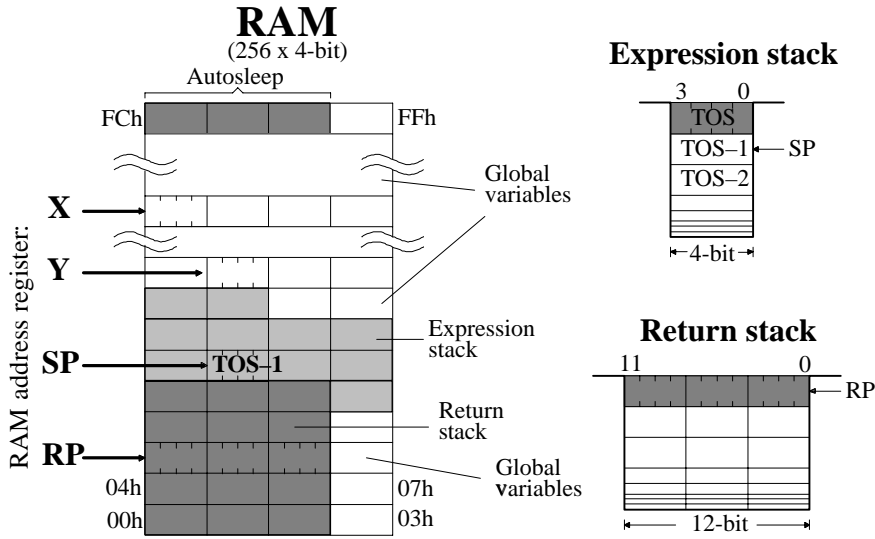 RAM
(256 x 4-bit)
Autosleep
FCh
FFh
Global
variables
X
Y
RAM address register:
SP
TOS–1
Expression
stack
Return
stack
RP
Global
variables
04h
07h
00h
03h
Expression stack
3 0
TOS
TOS–1
SP
TOS–2
4-bit
Return stack
11 0
RP
12-bit